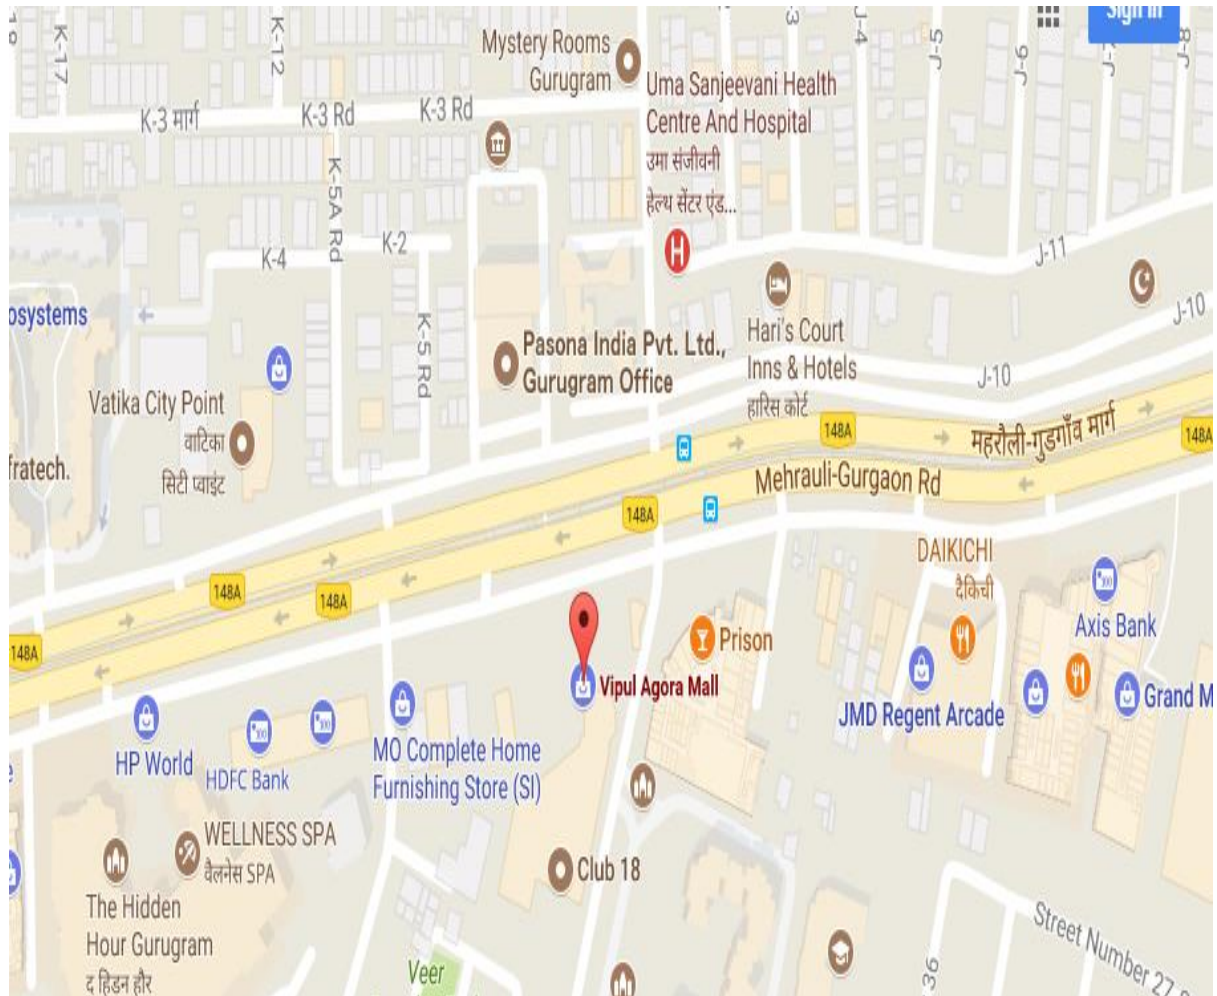 Sign in
K-17
K-12
J-4
J-5
J-6
J-8
Mystery Rooms
Gurugram
Uma Sanjeevani Health
Centre And Hospital
उमा संजीवनी
हेल्थ सेंटर एंड...
K-3 मार्ग
K-3 Rd
K-3 Rd
K-5A Rd
K-2
K-4
K-5 Rd
J-11
J-10
J-10
osystems
Pasona India Pvt. Ltd.,
Gurugram Office
Hari's Court
Inns & Hotels
हारिस कोर्ट
Vatika City Point
वाटिका
सिटी प्वाइंट
fratech.
148A
148A
महरौली-गुडगाँव मार्ग
Mehrauli-Gurgaon Rd
148A
148A
148A
148A
DAIKICHI
दैकिची
Axis Bank
Prison
Vipul Agora Mall
JMD Regent Arcade
Grand M
HP World
HDFC Bank
MO Complete Home
Furnishing Store (SI)
WELLNESS SPA
वैलनेस SPA
Club 18
The Hidden
Hour Gurugram
द हिडन हौर
Veer
36
Street Number 27